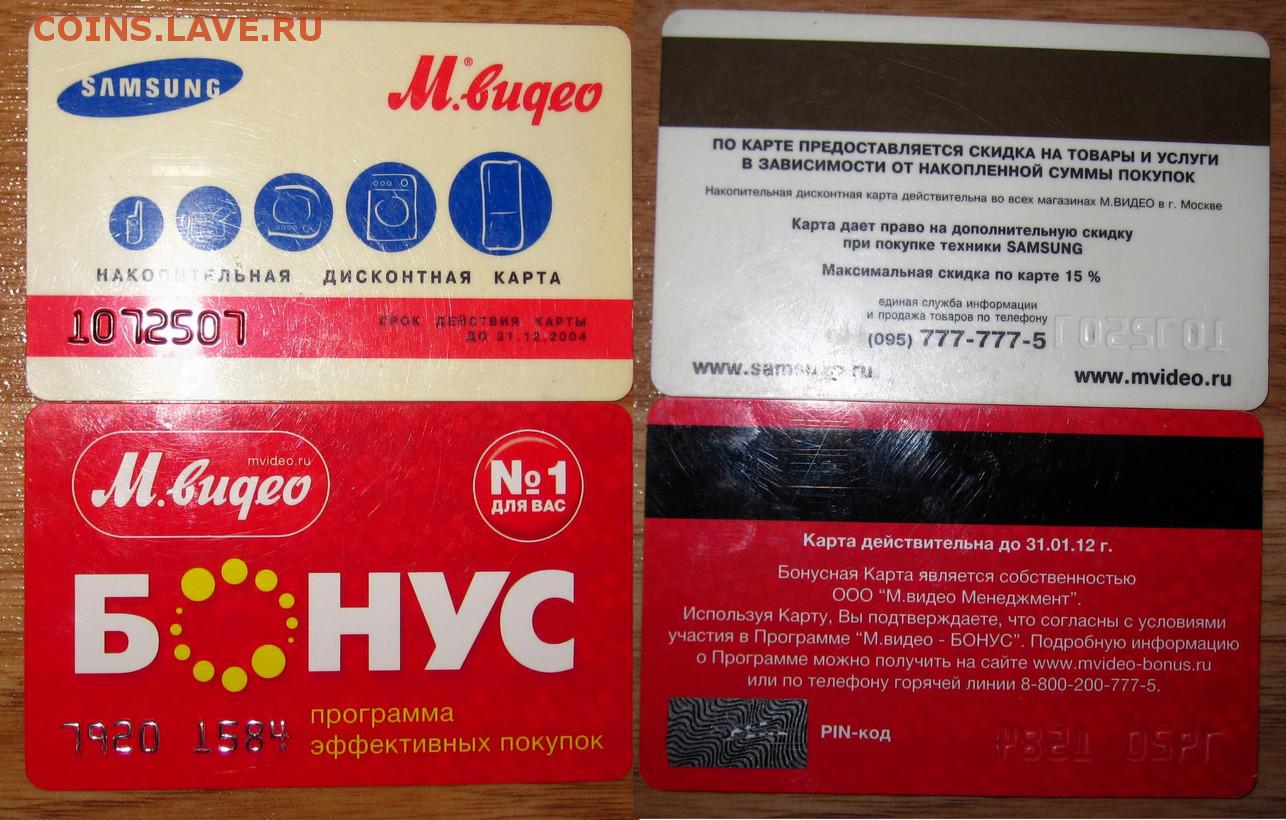 COINS.LAVE.RU
SAMSUNG
М.видео®
НАКОПИТЕЛЬНАЯ ДИСКОНТНАЯ КАРТА
1072507
СРОК ДЕЙСТВИЯ КАРТЫ
ДО 31.12.2004
ПО КАРТЕ ПРЕДОСТАВЛЯЕТСЯ СКИДКА НА ТОВАРЫ И УСЛУГИ
В ЗАВИСИМОСТИ ОТ НАКОПЛЕННОЙ СУММЫ ПОКУПОК
Накопительная дисконтная карта действительна во всех магазинах М.ВИДЕО в г. Москве
Карта дает право на дополнительную скидку
при покупке техники SAMSUNG
Максимальная скидка по карте 15 %
единая служба информации
и продажа товаров по телефону
(095) 777-777-5
1072507
www.samsung.ru
www.mvideo.ru
mvideo.ru
М.видео
№1
ДЛЯ ВАС
БОНУС
7920 1584
программа
эффективных покупок
Карта действительна до 31.01.12 г.
Бонусная Карта является собственностью
ООО “М.видео Менеджмент”.
Используя Карту, Вы подтверждаете, что согласны с условиями
участия в Программе “М.видео - БОНУС”. Подробную информацию
о Программе можно получить на сайте www.mvideo-bonus.ru
или по телефону горячей линии 8-800-200-777-5.
PIN-код